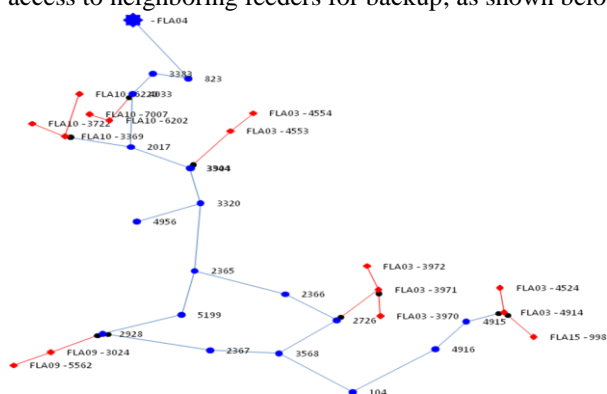 access to neighboring feeders for backup, as shown belo
- FLA04
3383
823
4033
FLA10 - 7007
FLA10 - 3722
FLA10 - 6202
FLA10 - 3369
2017
FLA03 - 4554
FLA03 - 4553
3320
4956
2365
FLA03 - 3972
2366
FLA03 - 3971
FLA03 - 4524
5199
2726
FLA03 - 3970
4915
FLA03 - 4914
2928
FLA15 - 998
FLA09 - 3024
2367
3568
4916
FLA09 - 5562
104